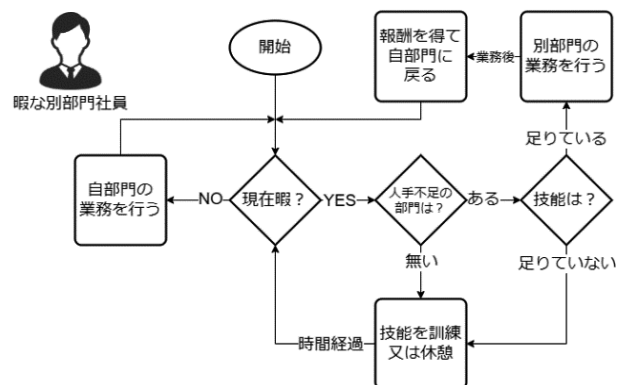 開始
報酬を得て
自部門に
戻る
業務後
別部門の
業務を行う
暇な別部門社員
足りている
自部門の
業務を行う
NO
現在暇？
YES
人手不足の
部門は？
ある
技能は？
無い
足りていない
時間経過
技能を訓練
又は休憩